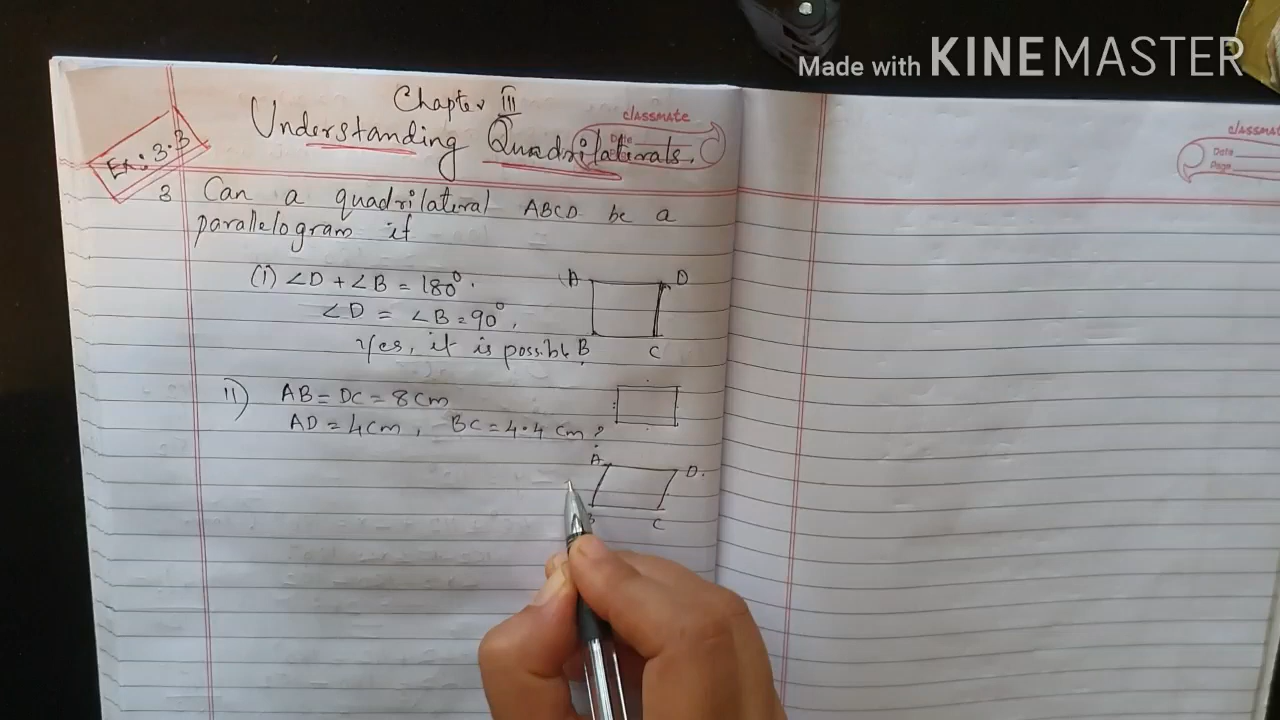 Made with KINEMASTER
Chapter III
Understanding Quadrilaterals.
Ex: 3.3
classmate
Date
classmate
Date
Page
3 Can a quadrilateral ABCD be a
parallelogram if
(i) ∠D + ∠B = 180°.
∠D = ∠B = 90°.
Yes, it is possible.
A D
B C
ii) AB = DC = 8cm
AD = 4cm, BC = 4.4 cm?
A D.
B C